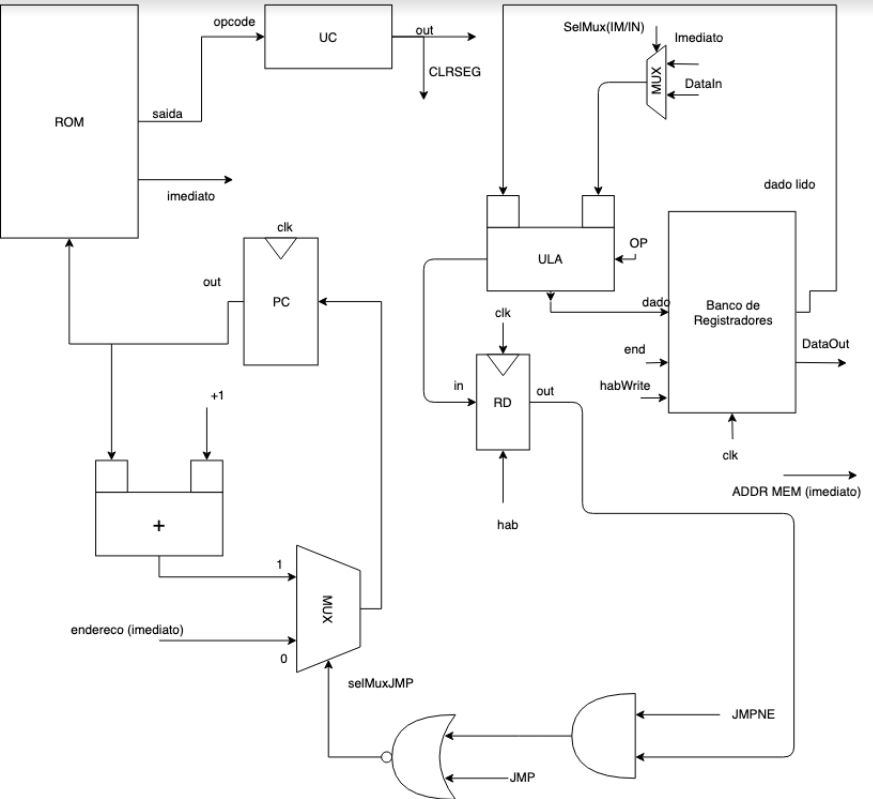 opcode
UC
out
CLRSEG
ROM
saida
imediato
SelMux(IM/IN)
Imediato
MUX
DataIn
dado lido
clk
out
PC
ULA
OP
dado
Banco de
Registradores
clk
end
DataOut
habWrite
in
RD
out
+1
clk
ADDR MEM (imediato)
hab
+
1
MUX
endereco (imediato)
0
selMuxJMP
JMPNE
JMP